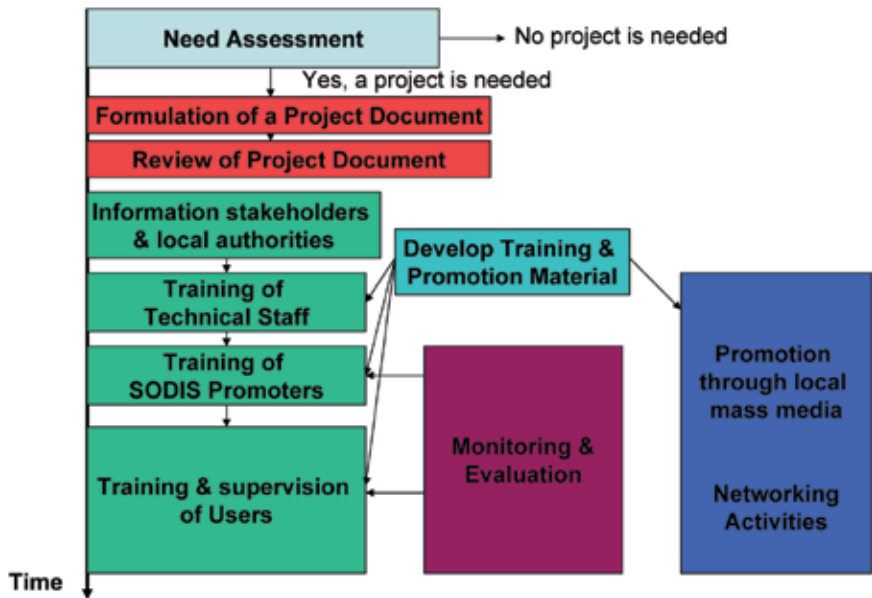 Need Assessment
No project is needed
Yes, a project is needed
Formulation of a Project Document
Review of Project Document
Information stakeholders
& local authorities
Develop Training &
Promotion Material
Training of
Technical Staff
Training of
SODIS Promoters
Training & supervision
of Users
Monitoring &
Evaluation
Promotion
through local
mass media
Networking
Activities
Time